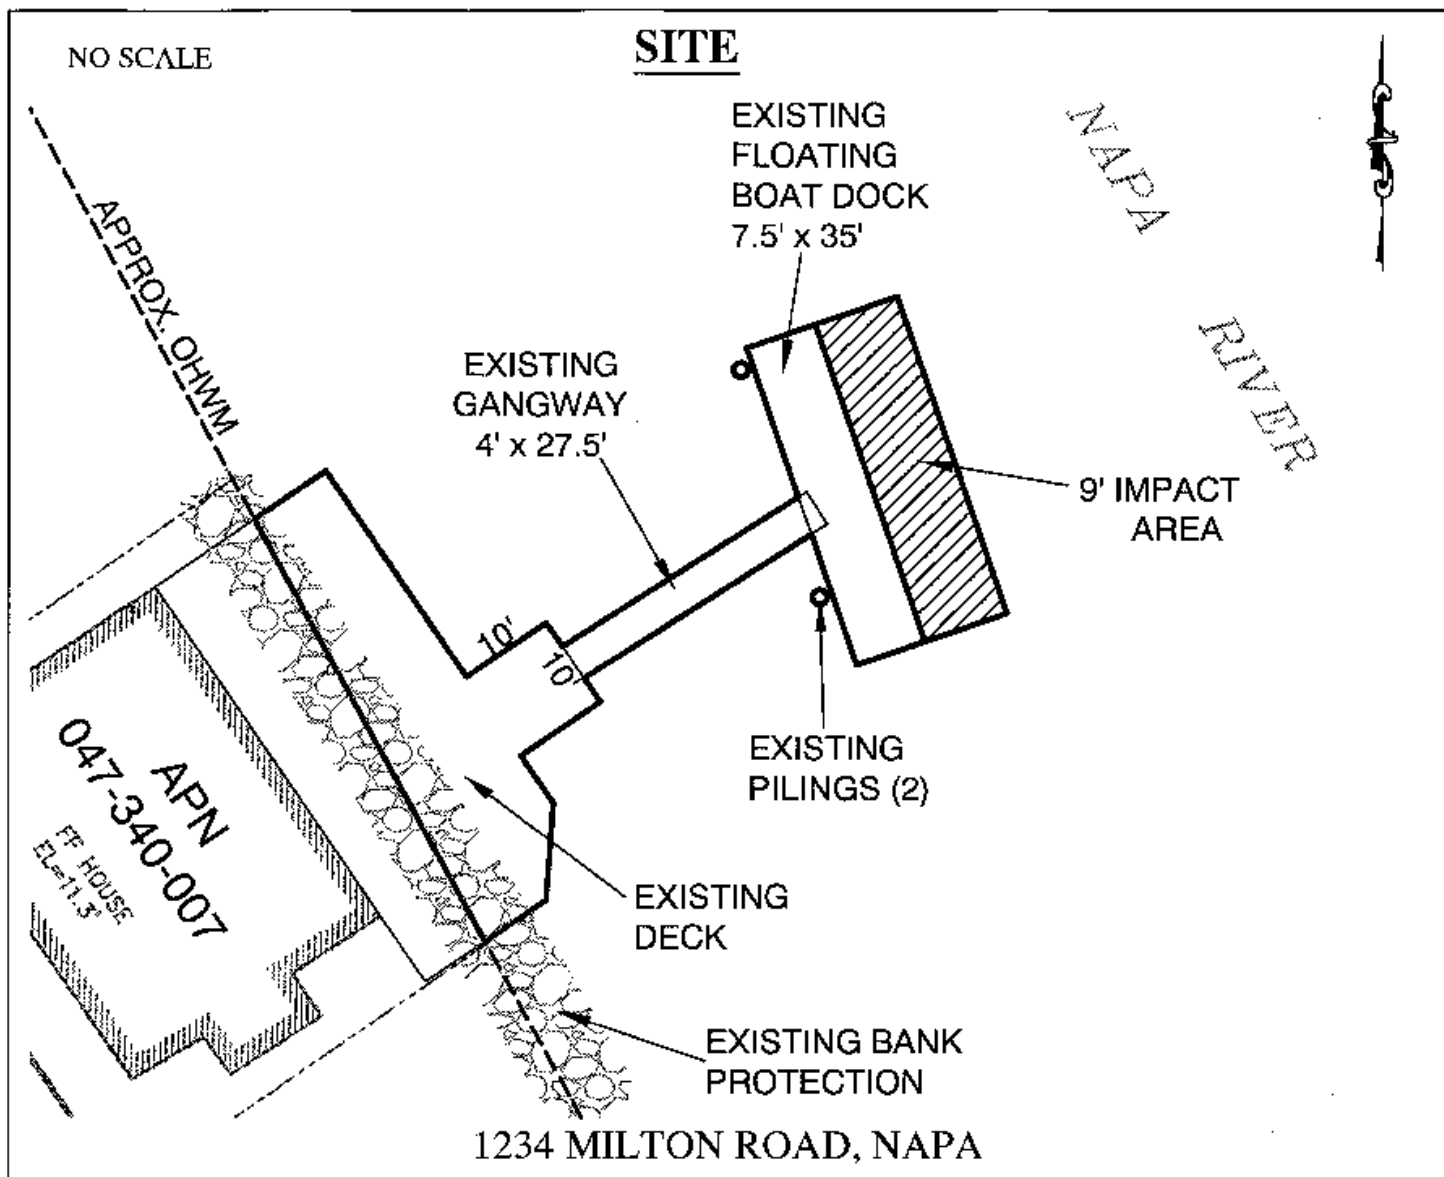 NO SCALE
SITE
EXISTING
FLOATING
BOAT DOCK
7.5' x 35'
NAPA
RIVER
APPROX. OHWM
EXISTING
GANGWAY
4' x 27.5'
9' IMPACT
AREA
10'
10'
EXISTING
PILINGS (2)
APN
047-340-007
FF HOUSE
EL=11.3'
EXISTING
DECK
EXISTING BANK
PROTECTION
1234 MILTON ROAD, NAPA